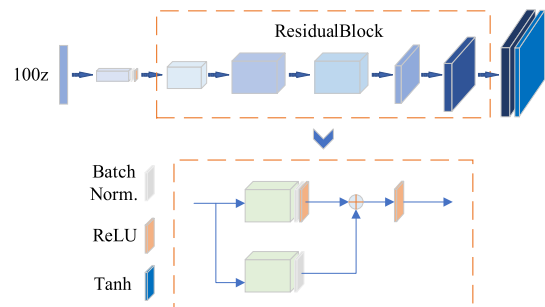 ResidualBlock
100z
Batch
Norm.
ReLU
Tanh